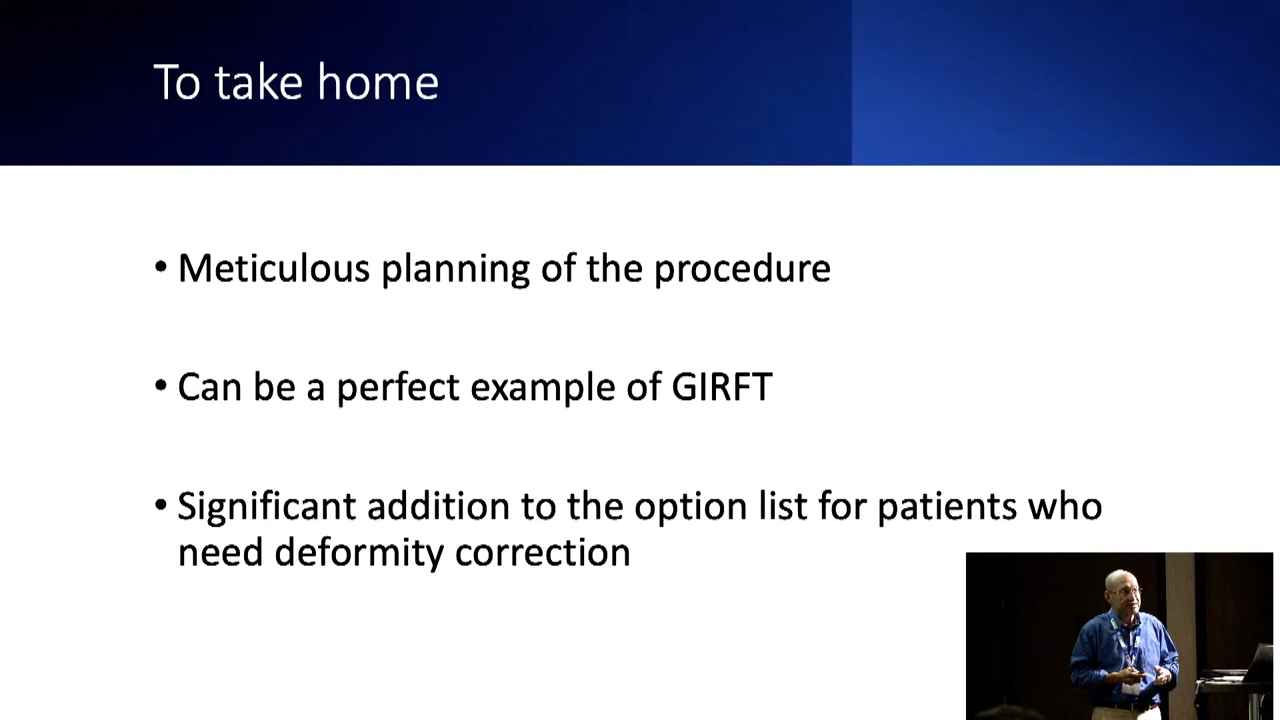 To take home
• Meticulous planning of the procedure
• Can be a perfect example of GIRFT
• Significant addition to the option list for patients who
need deformity correction